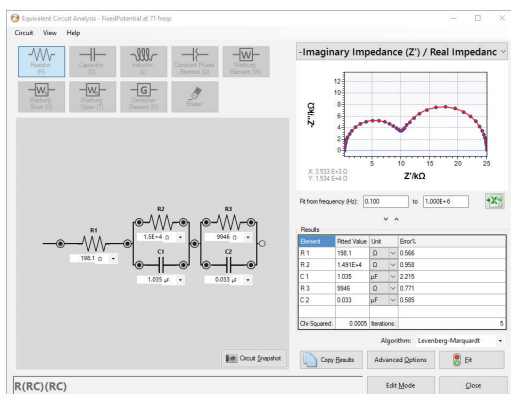 Equivalent Circuit Analysis - FixedPotential at 71 freqs
Circuit View Help
Resistor (R)
Capacitor (C)
Inductor (L)
Constant Phase Element (Q)
Warburg Element (W)
Warburg Short (O)
Warburg Open (T)
Gerischer Element (G)
Eraser
-Imaginary Impedance (Z') / Real Impedanc
-Z''/kΩ
12
10
8
6
4
2
0
5 10 15 20 25
Z'/kΩ
X: 3.533 E+3 Ω
Y: 1.534 E+4 Ω
Fit from frequency (Hz): 0.100 to 1.000E+6
R1
198.1 Ω
R2
1.5E+4 Ω
C1
1.035 µF
R3
9946 Ω
C2
0.033 µF
Circuit Snapshot
Results
Element Fitted Value Unit Error%
R 1 198.1 Ω 0.566
R 2 1.491E+4 Ω 0.958
C 1 1.035 µF 2.215
R 3 9946 Ω 0.771
C 2 0.033 µF 0.585
Chi-Squared: 0.0005 Iterations: 5
Algorithm: Levenberg-Marquardt
Copy Results Advanced Options Fit
R(RC)(RC)
Edit Mode Close